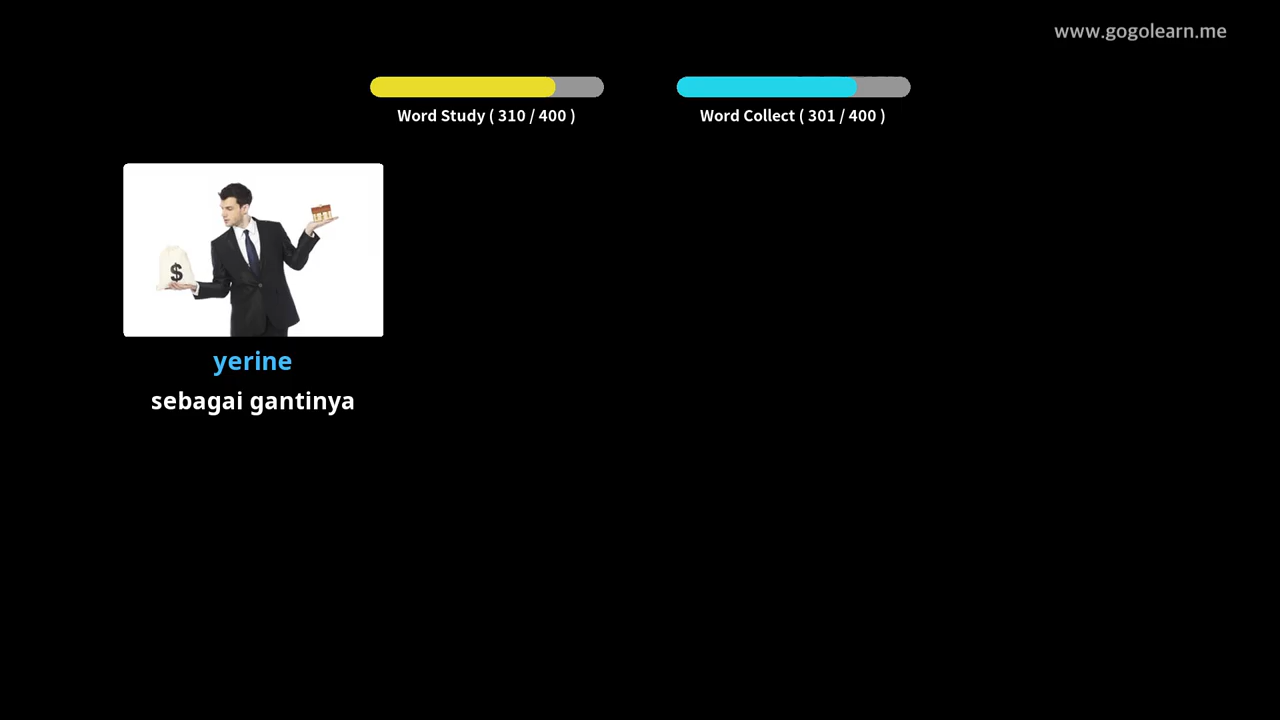 www.gogolearn.me
Word Study ( 310 / 400 )
Word Collect ( 301 / 400 )
$
yerine
sebagai gantinya